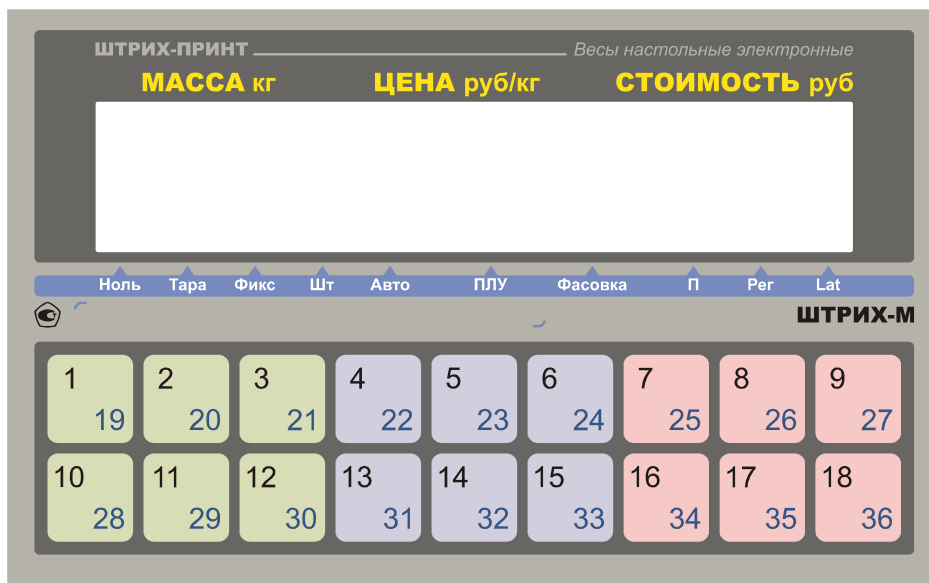 ШТРИХ-ПРИНТ Весы настольные электронные
МАССА кг ЦЕНА руб/кг СТОИМОСТЬ руб
Ноль Тара Фикс Шт Авто ПЛУ Фасовка П Рег Lat
ШТРИХ-М
1 2 3 4 5 6 7 8 9
19 20 21 22 23 24 25 26 27
10 11 12 13 14 15 16 17 18
28 29 30 31 32 33 34 35 36